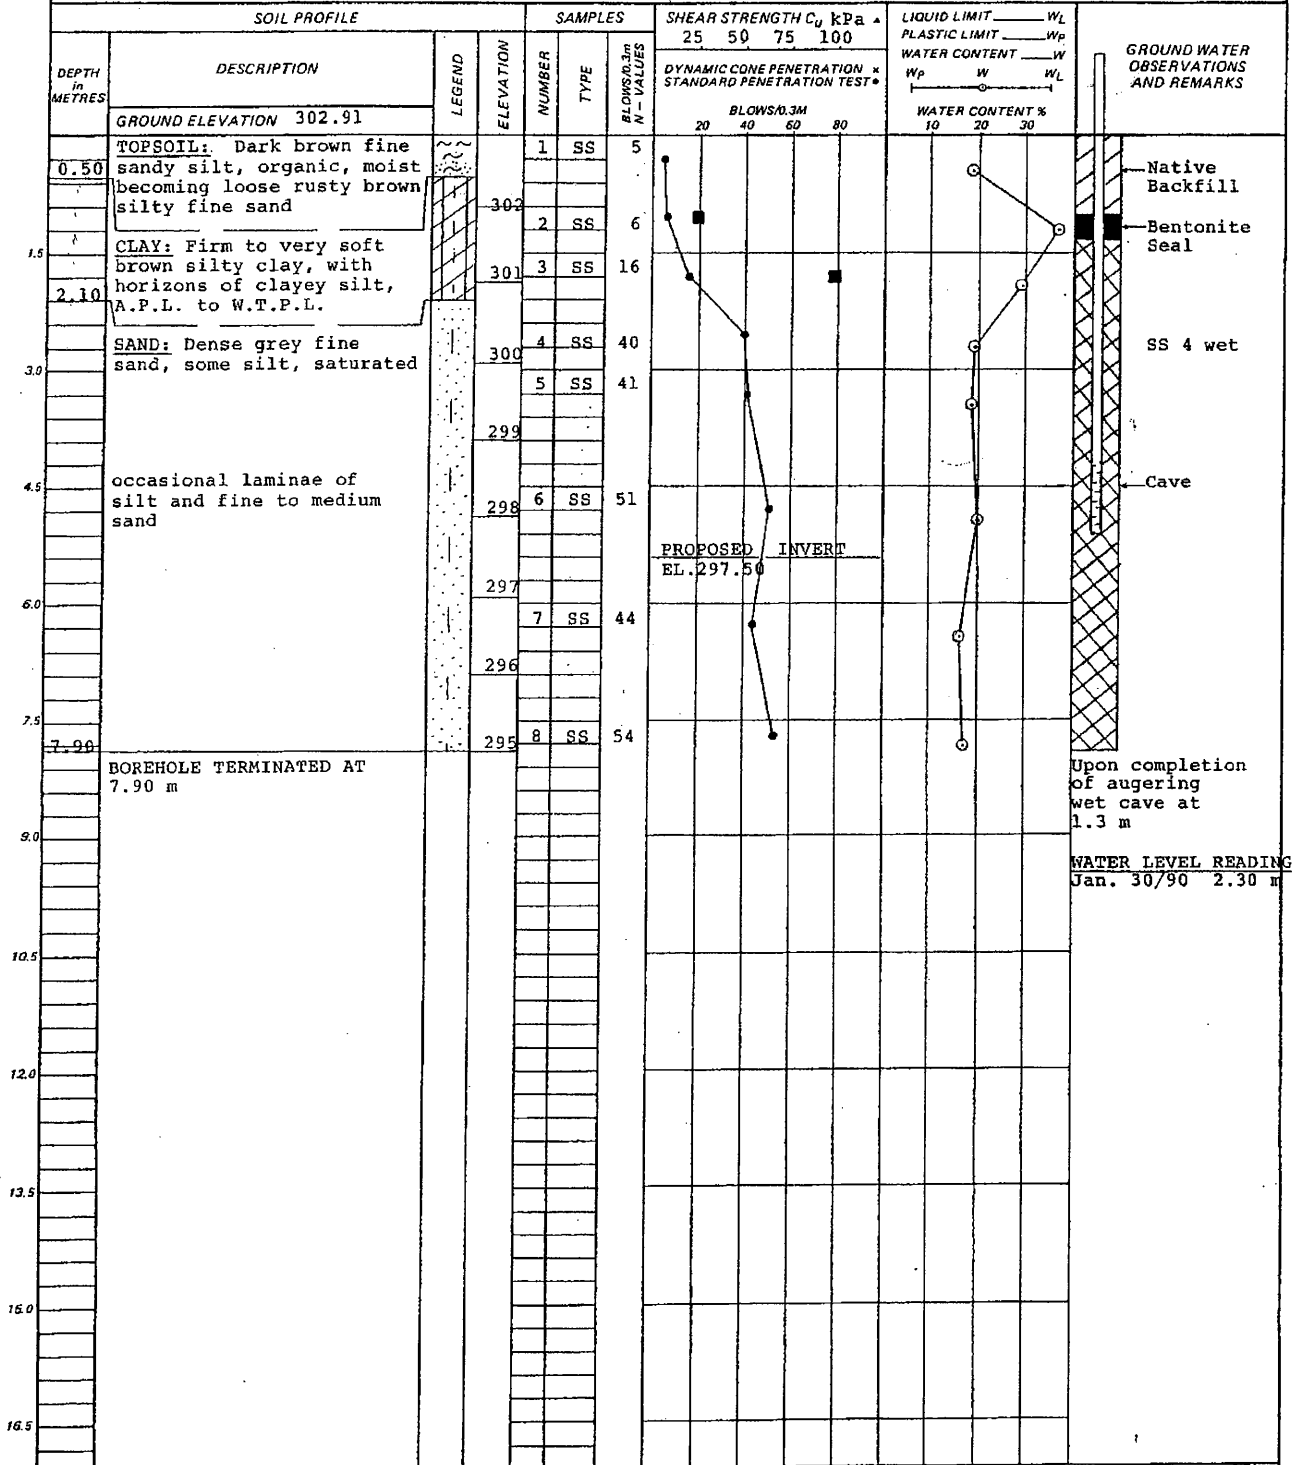 SOIL PROFILE
SAMPLES
SHEAR STRENGTH Cu kPa ▲
25 50 75 100
LIQUID LIMIT ______ WL
PLASTIC LIMIT ______ WP
WATER CONTENT ____ W
WP W WL
DEPTH
in
METRES
DESCRIPTION
LEGEND
ELEVATION
NUMBER
TYPE
BLOWS/0.3m
N - VALUES
DYNAMIC CONE PENETRATION ×
STANDARD PENETRATION TEST ●
BLOWS/0.3M
20 40 60 80
WATER CONTENT %
10 20 30
GROUND WATER
OBSERVATIONS
AND REMARKS
GROUND ELEVATION 302.91
TOPSOIL: Dark brown fine
sandy silt, organic, moist
becoming loose rusty brown
silty fine sand
0.50
1 SS 5
Native
Backfill
302
2 SS 6
Bentonite
Seal
CLAY: Firm to very soft
brown silty clay, with
horizons of clayey silt,
A.P.L. to W.T.P.L.
1.5
3 SS 16
301
2.10
SAND: Dense grey fine
sand, some silt, saturated
4 SS 40
SS 4 wet
300
3.0
5 SS 41
299
occasional laminae of
silt and fine to medium
sand
4.5
6 SS 51
Cave
298
PROPOSED INVERT
EL.297.50
297
6.0
7 SS 44
296
7.5
7.90
295
8 SS 54
BOREHOLE TERMINATED AT
7.90 m
Upon completion
of augering
wet cave at
1.3 m
9.0
WATER LEVEL READING
Jan. 30/90 2.30 m
10.5
12.0
13.5
15.0
16.5